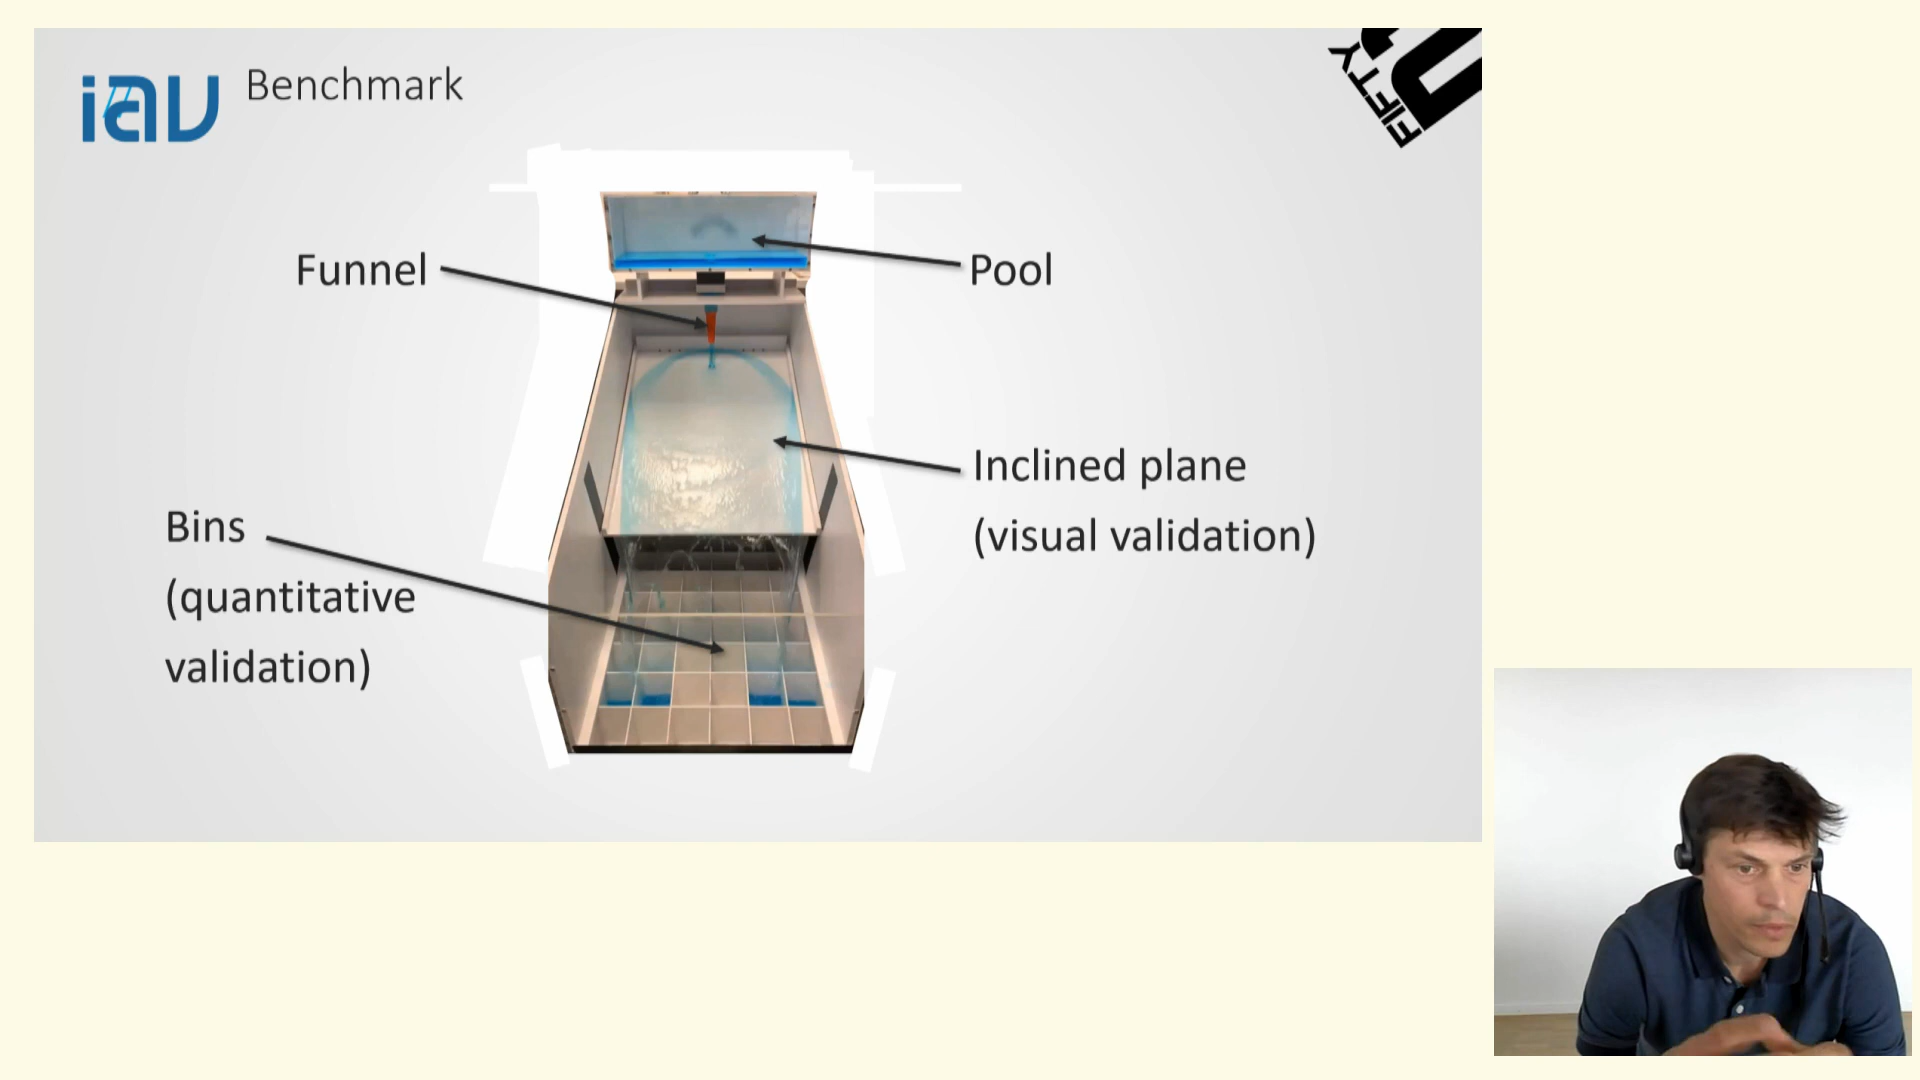 iav
Benchmark
FIFTY
Funnel
Pool
Inclined plane
(visual validation)
Bins
(quantitative
validation)